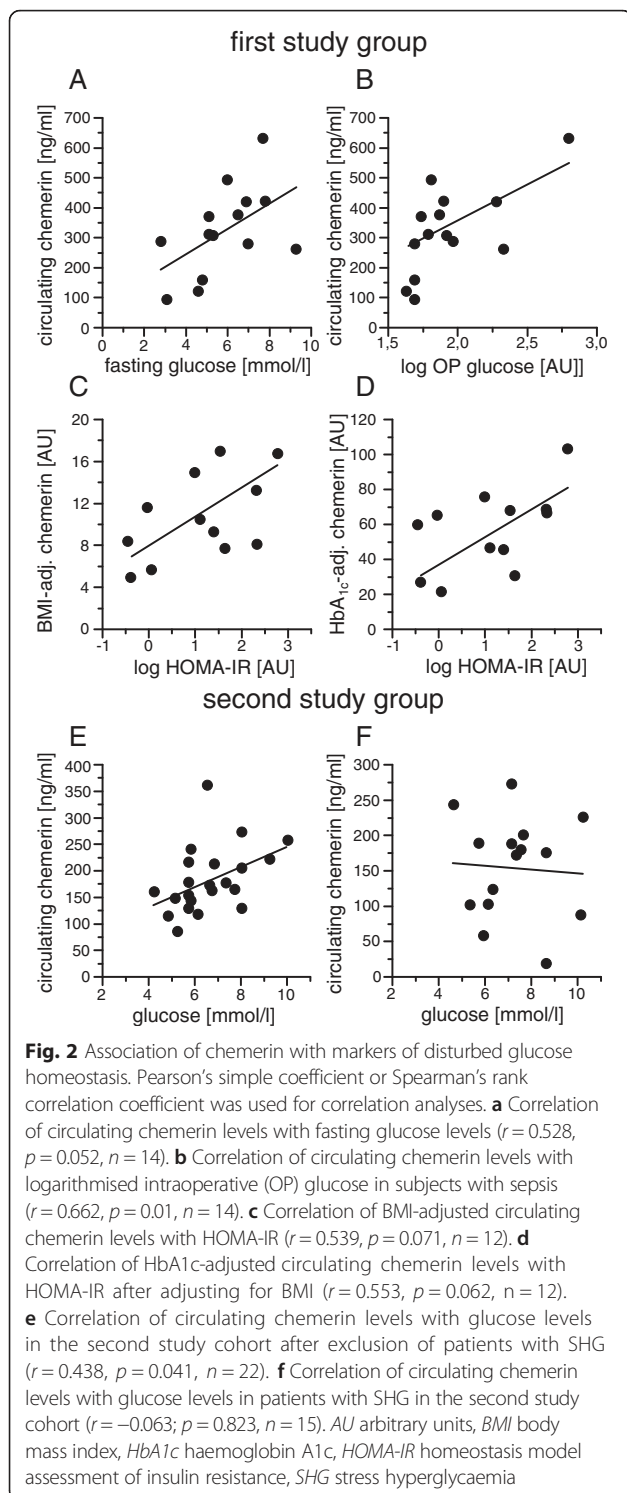 first study group
A
B
circulating chemerin [ng/ml]
700
600
500
400
300
200
100
0
0 2 4 6 8 10
fasting glucose [mmol/l]
circulating chemerin [ng/ml]
700
600
500
400
300
200
100
0
1,5 2,0 2,5 3,0
log OP glucose [AU]]
C
D
BMI-adj. chemerin [AU]
20
16
12
8
4
0
-1 0 1 2 3
log HOMA-IR [AU]
HbA1c-adj. chemerin [AU]
120
100
80
60
40
20
0
-1 0 1 2 3
log HOMA-IR [AU]
second study group
E
F
circulating chemerin [ng/ml]
400
350
300
250
200
150
100
50
0
2 4 6 8 10
glucose [mmol/l]
circulating chemerin [ng/ml]
300
250
200
150
100
50
0
2 4 6 8 10
glucose [mmol/l]
Fig. 2 Association of chemerin with markers of disturbed glucose
homeostasis. Pearson's simple coefficient or Spearman's rank
correlation coefficient was used for correlation analyses. a Correlation
of circulating chemerin levels with fasting glucose levels (r = 0.528,
p = 0.052, n = 14). b Correlation of circulating chemerin levels with
logarithmised intraoperative (OP) glucose in subjects with sepsis
(r = 0.662, p = 0.01, n = 14). c Correlation of BMI-adjusted circulating
chemerin levels with HOMA-IR (r = 0.539, p = 0.071, n = 12). d
Correlation of HbA1c-adjusted circulating chemerin levels with
HOMA-IR after adjusting for BMI (r = 0.553, p = 0.062, n = 12).
e Correlation of circulating chemerin levels with glucose levels
in the second study cohort after exclusion of patients with SHG
(r = 0.438, p = 0.041, n = 22). f Correlation of circulating chemerin
levels with glucose levels in patients with SHG in the second study
cohort (r = −0.063; p = 0.823, n = 15). AU arbitrary units, BMI body
mass index, HbA1c haemoglobin A1c, HOMA-IR homeostasis model
assessment of insulin resistance, SHG stress hyperglycaemia